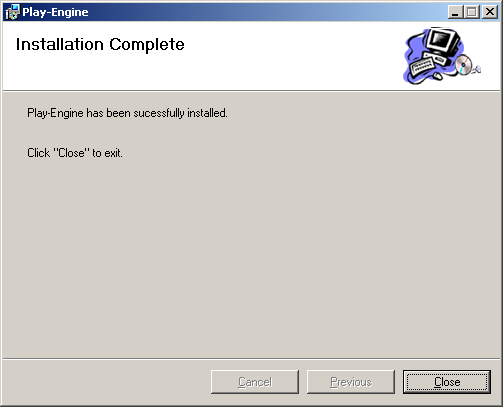 Play-Engine
Installation Complete
Play-Engine has been sucessfully installed.
Click "Close" to exit.
Cancel
Previous
Close